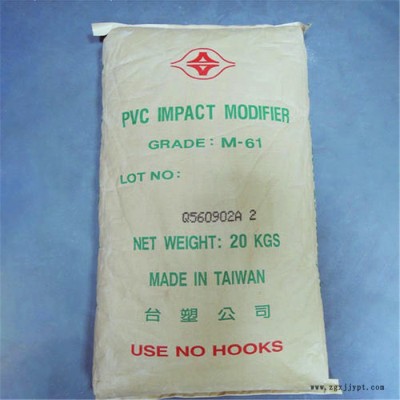 PVC IMPACT MODIFIER
GRADE: M-61
LOT NO:
Q560902A 2
NET WEIGHT: 20 KGS
MADE IN TAIWAN
台塑公司
USE NO HOOKS
www.zgzjjypt.com